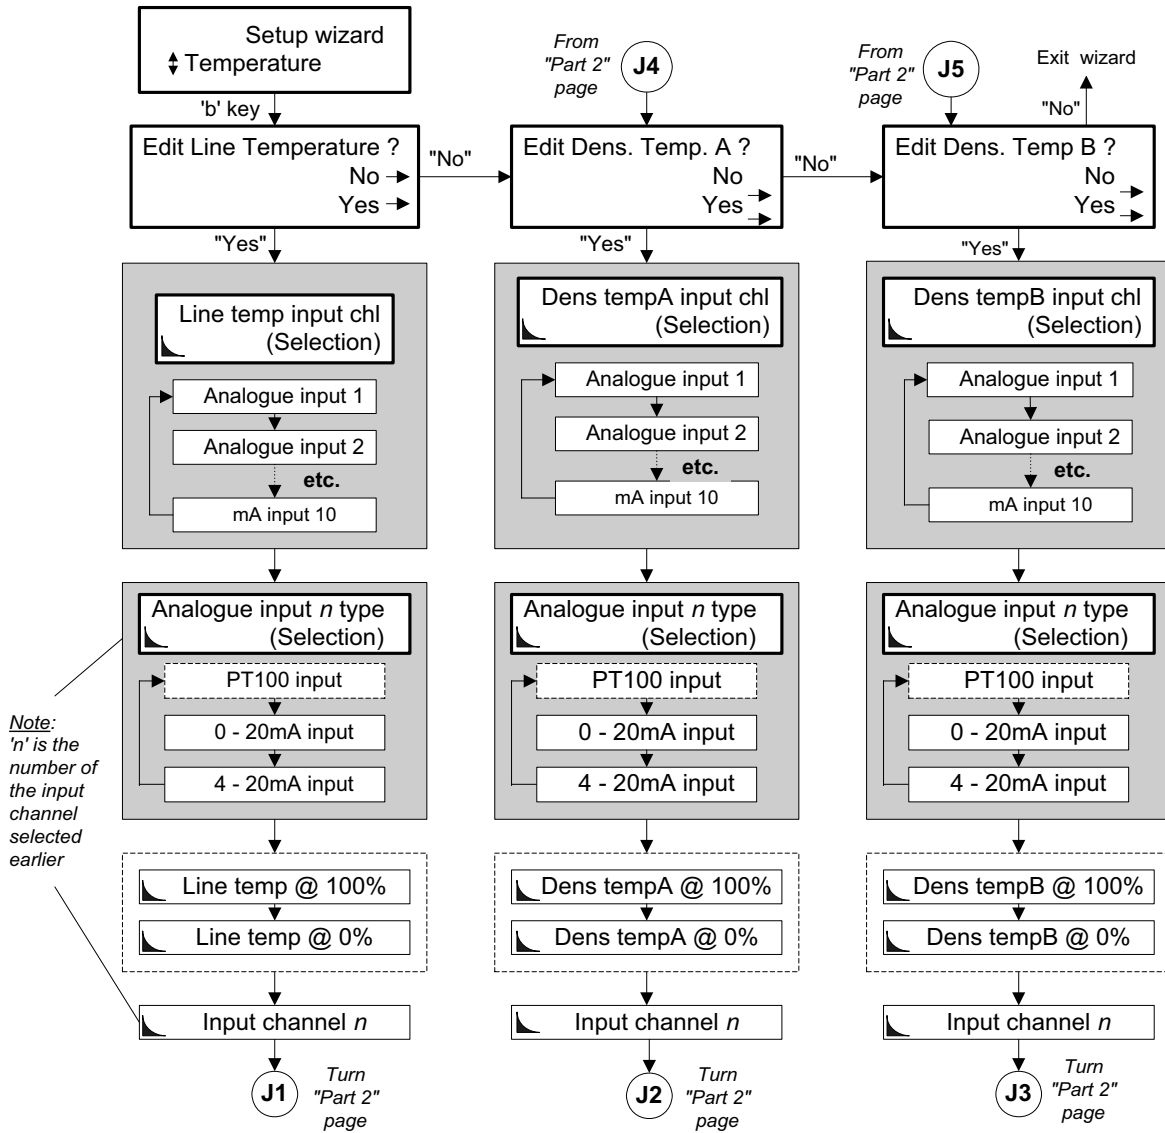 Setup wizard
Temperature
'b' key
Edit Line Temperature ?
No
Yes
"No"
"Yes"
Line temp input chl
(Selection)
Analogue input 1
Analogue input 2
etc.
mA input 10
Analogue input n type
(Selection)
PT100 input
0 - 20mA input
4 - 20mA input
Note:
'n' is the
number of
the input
channel
selected
earlier
Line temp @ 100%
Line temp @ 0%
Input channel n
J1
Turn
"Part 2"
page
From
"Part 2"
page
J4
Edit Dens. Temp. A ?
No
Yes
"No"
"Yes"
Dens tempA input chl
(Selection)
Analogue input 1
Analogue input 2
etc.
mA input 10
Analogue input n type
(Selection)
PT100 input
0 - 20mA input
4 - 20mA input
Dens tempA @ 100%
Dens tempA @ 0%
Input channel n
J2
Turn
"Part 2"
page
From
"Part 2"
page
J5
Exit wizard
"No"
Edit Dens. Temp B ?
No
Yes
"Yes"
Dens tempB input chl
(Selection)
Analogue input 1
Analogue input 2
etc.
mA input 10
Analogue input n type
(Selection)
PT100 input
0 - 20mA input
4 - 20mA input
Dens tempB @ 100%
Dens tempB @ 0%
Input channel n
J3
Turn
"Part 2"
page